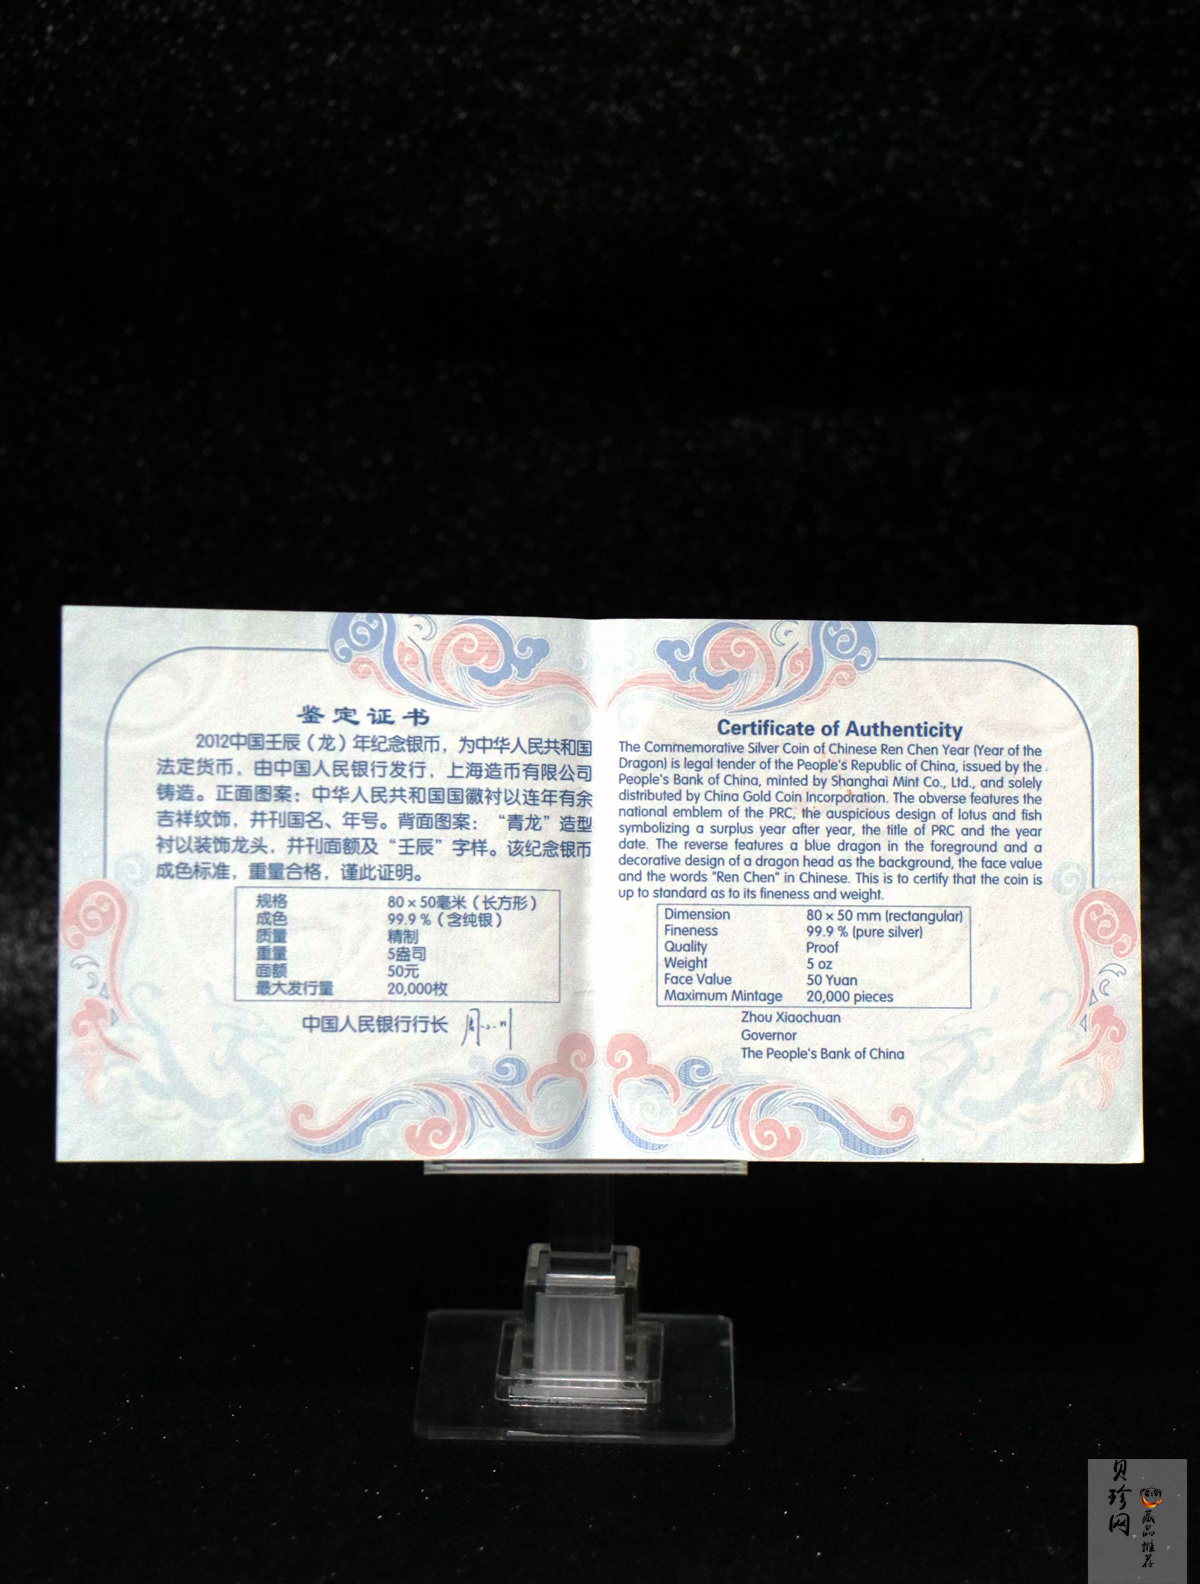 鉴定证书
2012中国壬辰（龙）年纪念银币，为中华人民共和国
法定货币，由中国人民银行发行，上海造币有限公司
铸造。正面图案：中华人民共和国国徽衬以连年有余
吉祥纹饰，并刊国名、年号。背面图案：“青龙”造型
衬以装饰龙头，并刊面额及“壬辰”字样。该纪念银币
成色标准，重量合格，谨此证明。
规格 80×50毫米（长方形）
成色 99.9%（含纯银）
质量 精制
重量 5盎司
面额 50元
最大发行量 20,000枚
中国人民银行行长
Certificate of Authenticity
The Commemorative Silver Coin of Chinese Ren Chen Year (Year of the
Dragon) is legal tender of the People's Republic of China, issued by the
People's Bank of China, minted by Shanghai Mint Co., Ltd., and solely
distributed by China Gold Coin Incorporation. The obverse features the
national emblem of the PRC, the auspicious design of lotus and fish
symbolizing a surplus year after year, the title of PRC and the year
date. The reverse features a blue dragon in the foreground and a
decorative design of a dragon head as the background, the face value
and the words "Ren Chen" in Chinese. This is to certify that the coin is
up to standard as to its fineness and weight.
Dimension 80×50 mm (rectangular)
Fineness 99.9 % (pure silver)
Quality Proof
Weight 5 oz
Face Value 50 Yuan
Maximum Mintage 20,000 pieces
Zhou Xiaochuan
Governor
The People's Bank of China
贝珍网
藏品推荐